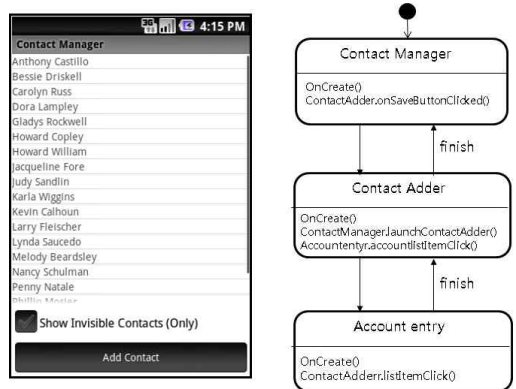 3G 4:15 PM
Contact Manager
Anthony Castillo
Bessie Driskell
Carolyn Russ
Dora Lampley
Gladys Rockwell
Howard Copley
Howard William
Jacqueline Fore
Judy Sandlin
Karla Wiggins
Kevin Calhoun
Larry Fleischer
Lynda Saucedo
Melody Beardsley
Nancy Schulman
Penny Natale
Phillip Mosier
Show Invisible Contacts (Only)
Add Contact
Contact Manager
OnCreate()
ContactAdder.onSaveButtonClicked()
finish
Contact Adder
OnCreate()
ContactManager.launchContactAdder()
Accountentyr.accountlistItemClick()
finish
Account entry
OnCreate()
ContactAdderr.listItemClick()